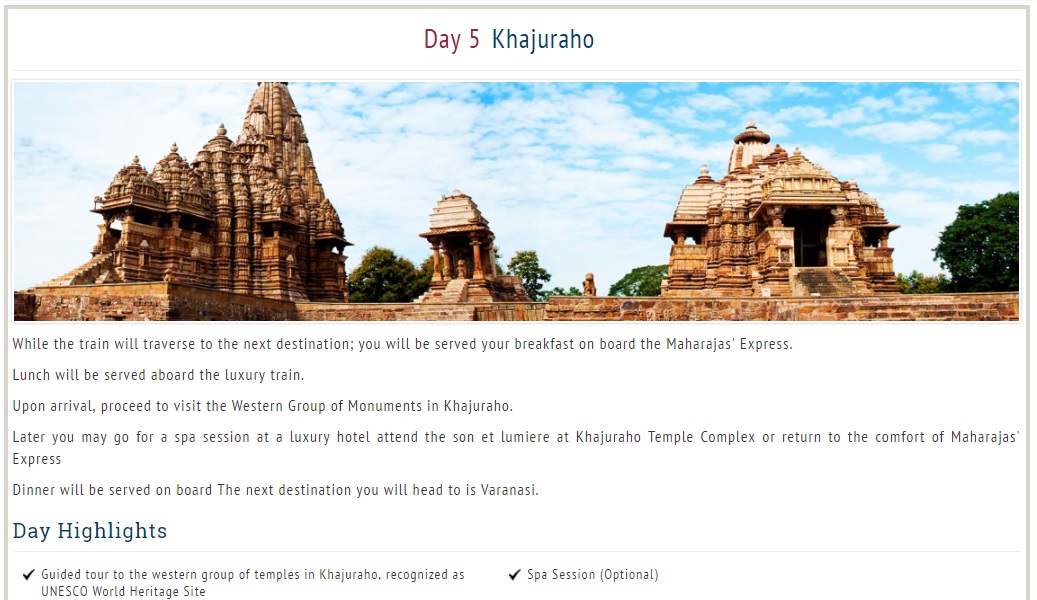 Day 5 Khajuraho
While the train will traverse to the next destination; you will be served your breakfast on board the Maharajas' Express.
Lunch will be served aboard the luxury train.
Upon arrival, proceed to visit the Western Group of Monuments in Khajuraho.
Later you may go for a spa session at a luxury hotel attend the son et lumiere at Khajuraho Temple Complex or return to the comfort of Maharajas'
Express
Dinner will be served on board The next destination you will head to is Varanasi.
Day Highlights
✔ Guided tour to the western group of temples in Khajuraho, recognized as
UNESCO World Heritage Site
✔ Spa Session (Optional)